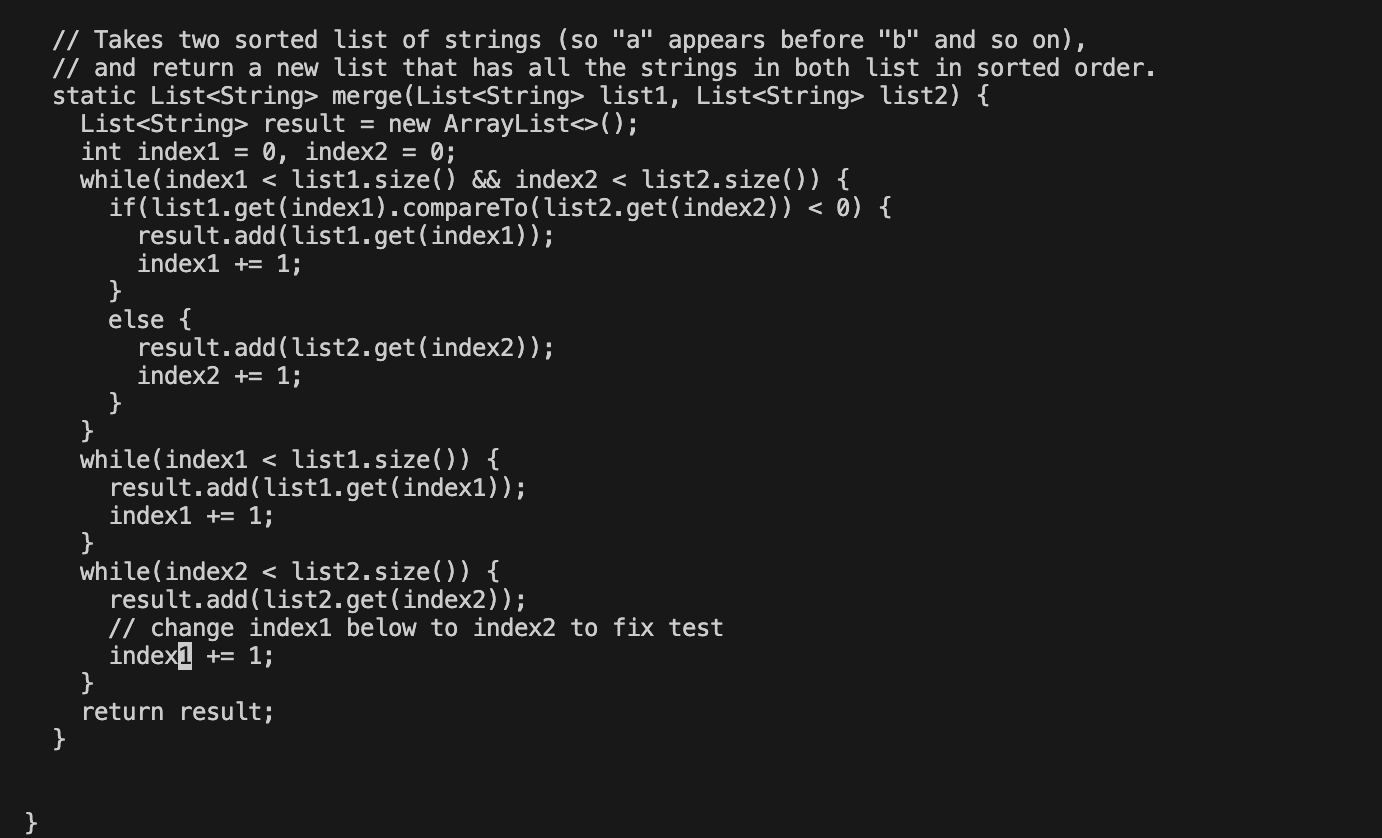 // Takes two sorted list of strings (so "a" appears before "b" and so on),
// and return a new list that has all the strings in both list in sorted order.
static List<String> merge(List<String> list1, List<String> list2) {
  List<String> result = new ArrayList<>();
  int index1 = 0, index2 = 0;
  while(index1 < list1.size() && index2 < list2.size()) {
    if(list1.get(index1).compareTo(list2.get(index2)) < 0) {
      result.add(list1.get(index1));
      index1 += 1;
    }
    else {
      result.add(list2.get(index2));
      index2 += 1;
    }
  }
  while(index1 < list1.size()) {
    result.add(list1.get(index1));
    index1 += 1;
  }
  while(index2 < list2.size()) {
    result.add(list2.get(index2));
    // change index1 below to index2 to fix test
    index1 += 1;
  }
  return result;
}
}